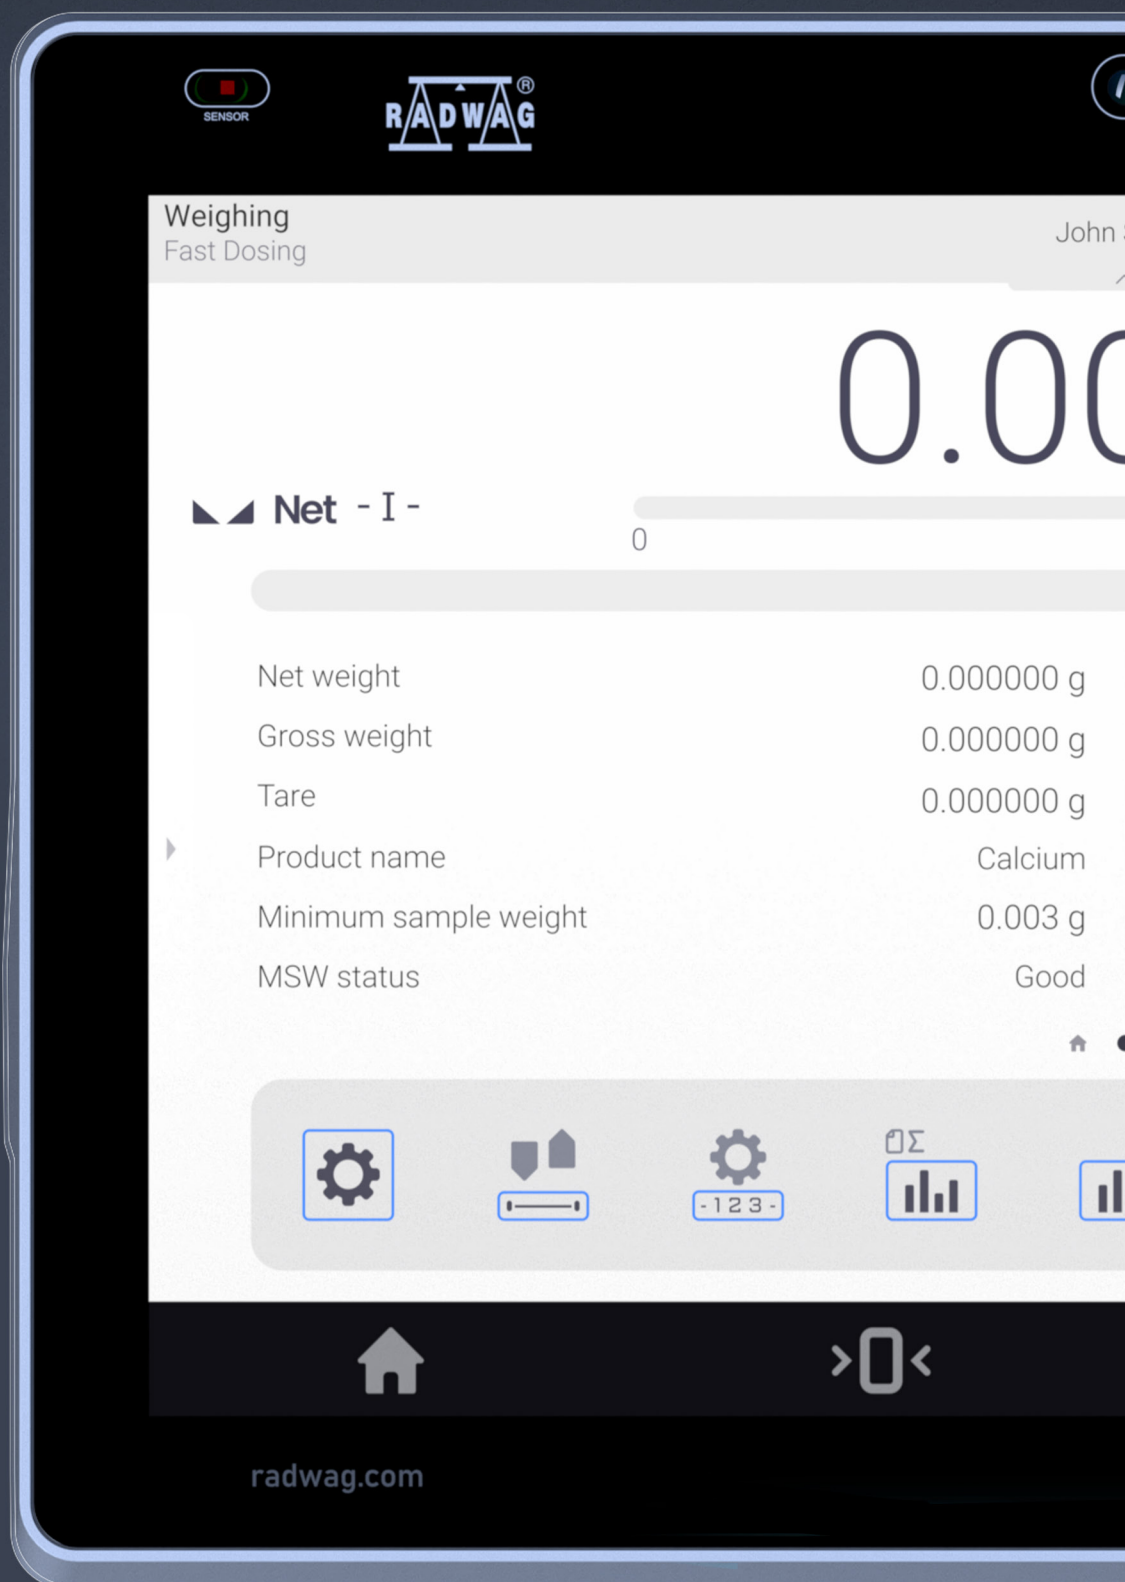 SENSOR
RADWAG®
Weighing
Fast Dosing
John
0.00
Net - I -
0
Net weight 0.000000 g
Gross weight 0.000000 g
Tare 0.000000 g
Product name Calcium
Minimum sample weight 0.003 g
MSW status Good
Σ
-123-
>0<
radwag.com